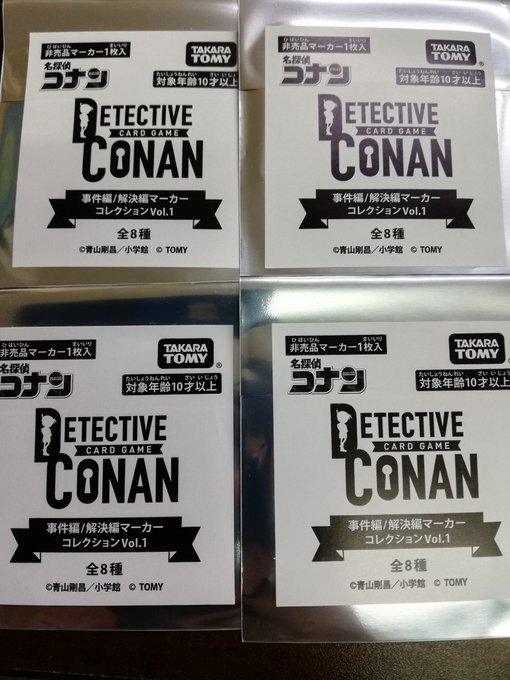 ひばいひん まいいり
非売品マーカー1枚入
TAKARA TOMY
名探偵
コナン
たいしょうねんれい さい いじょう
対象年齢10才以上
DETECTIVE
CARD GAME
CONAN
事件編/解決編マーカー
コレクションVol.1
全8種
©青山剛昌/小学館 © TOMY
ひばいひん まいいり
非売品マーカー1枚入
TAKARA TOMY
名探偵
コナン
たいしょうねんれい さい いじょう
対象年齢10才以上
DETECTIVE
CARD GAME
CONAN
事件編/解決編マーカー
コレクションVol.1
全8種
©青山剛昌/小学館 © TOMY
ひばいひん まいいり
非売品マーカー1枚入
TAKARA TOMY®
名探偵
コナン
たいしょうねんれい さい いじょう
対象年齢10才以上
DETECTIVE
CARD GAME
CONAN
事件編/解決編マーカー
コレクションVol.1
全8種
©青山剛昌/小学館 © TOMY
ひばいひん まいいり
非売品マーカー1枚入
TAKARA TOMY®
名探偵
コナン
たいしょうねんれい さい いじょう
対象年齢10才以上
DETECTIVE
CARD GAME
CONAN
事件編/解決編マーカー
コレクションVol.1
全8種
©青山剛昌/小学館 © TOMY